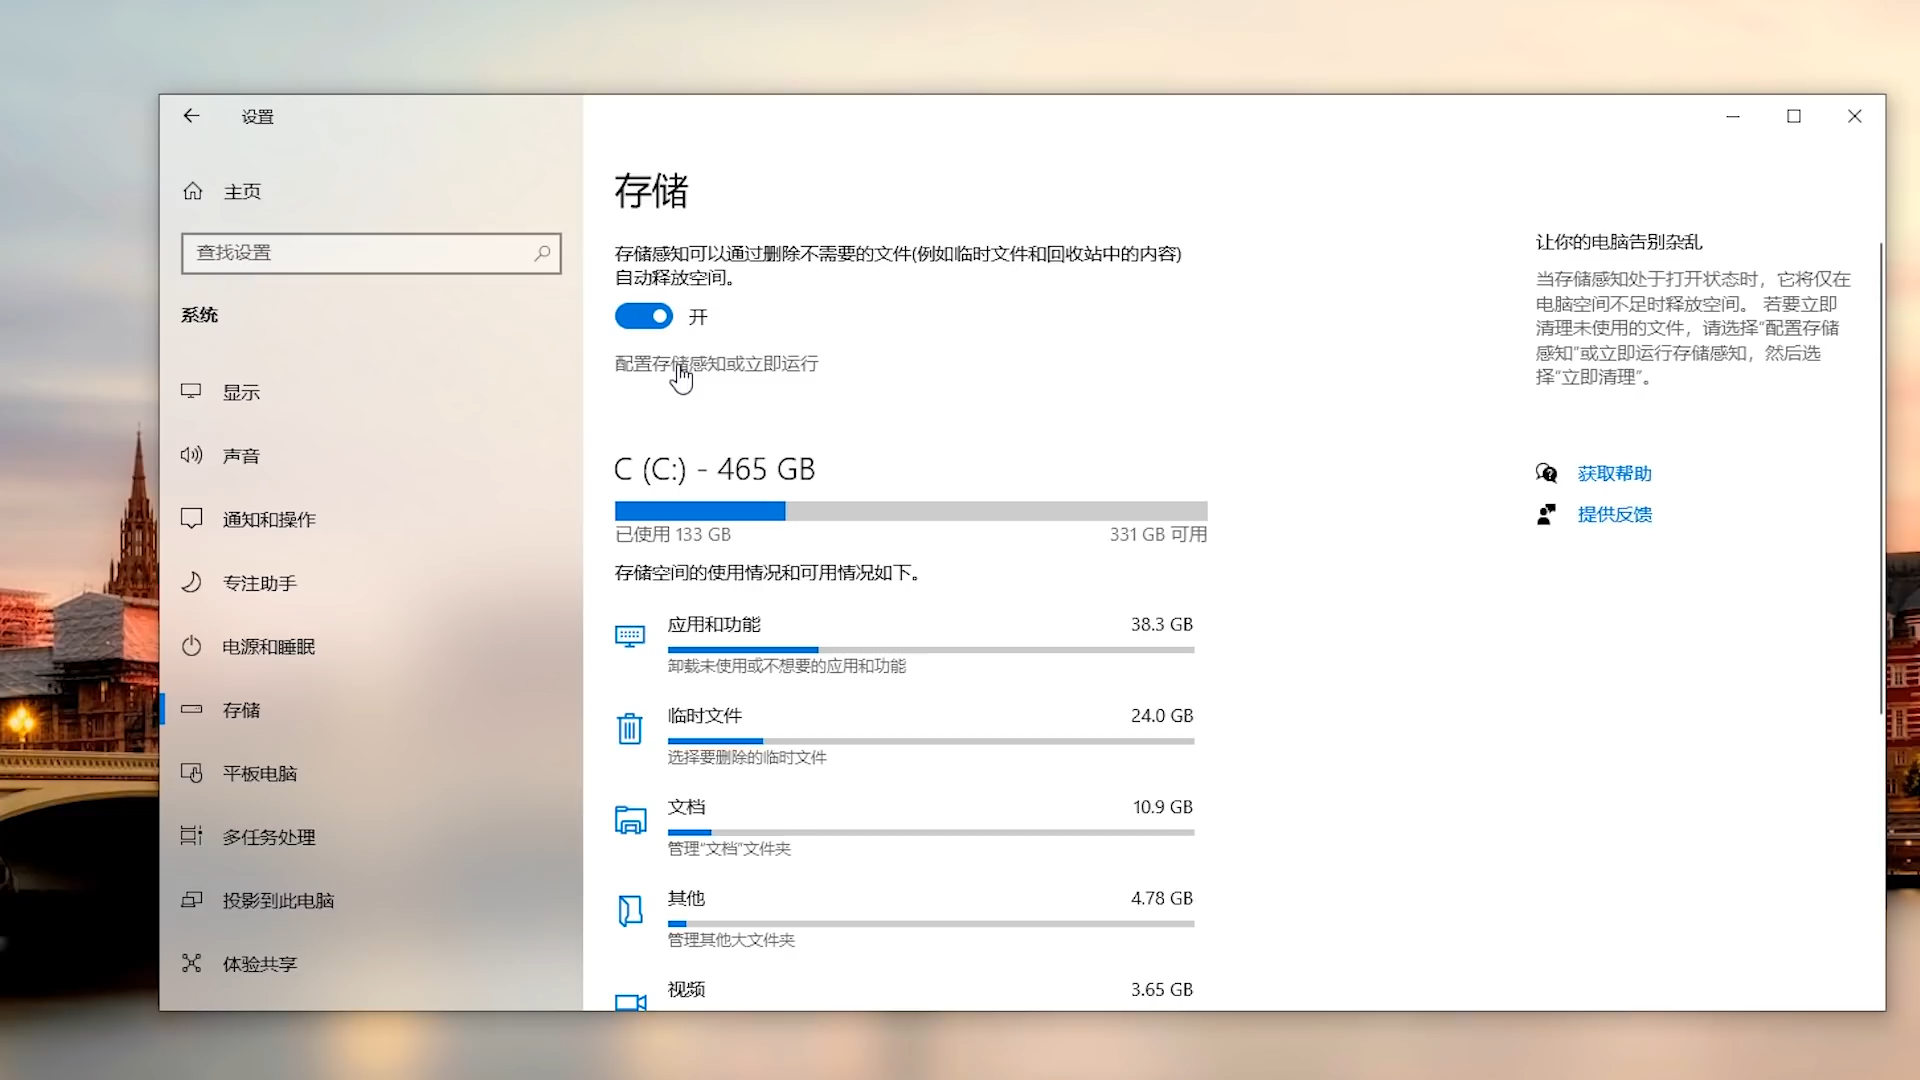 设置
主页
查找设置
系统
显示
声音
通知和操作
专注助手
电源和睡眠
存储
平板电脑
多任务处理
投影到此电脑
体验共享
存储
存储感知可以通过删除不需要的文件(例如临时文件和回收站中的内容)
自动释放空间。
开
配置存储感知或立即运行
C (C:) - 465 GB
已使用 133 GB
331 GB 可用
存储空间的使用情况和可用情况如下。
应用和功能
38.3 GB
卸载未使用或不想要的应用和功能
临时文件
24.0 GB
选择要删除的临时文件
文档
10.9 GB
管理"文档"文件夹
其他
4.78 GB
管理其他大文件夹
视频
3.65 GB
让你的电脑告别杂乱
当存储感知处于打开状态时，它将仅在
电脑空间不足时释放空间。 若要立即
清理未使用的文件，请选择"配置存储
感知"或立即运行存储感知，然后选
择"立即清理"。
获取帮助
提供反馈